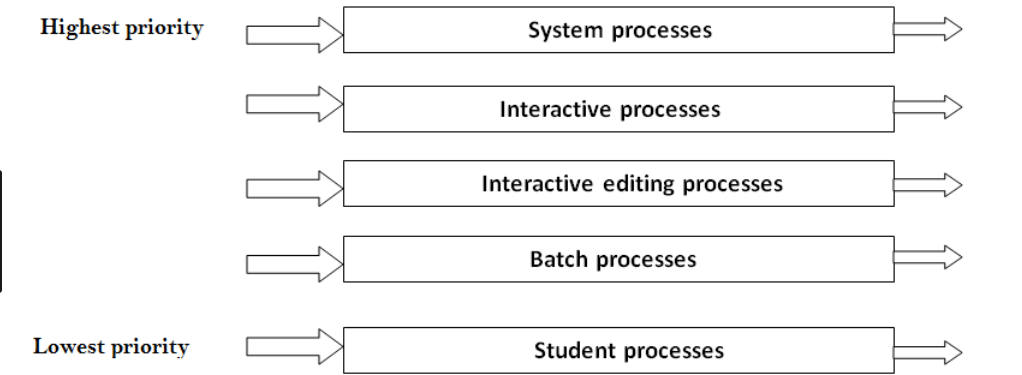 Highest priority
System processes
Interactive processes
Interactive editing processes
Batch processes
Lowest priority
Student processes